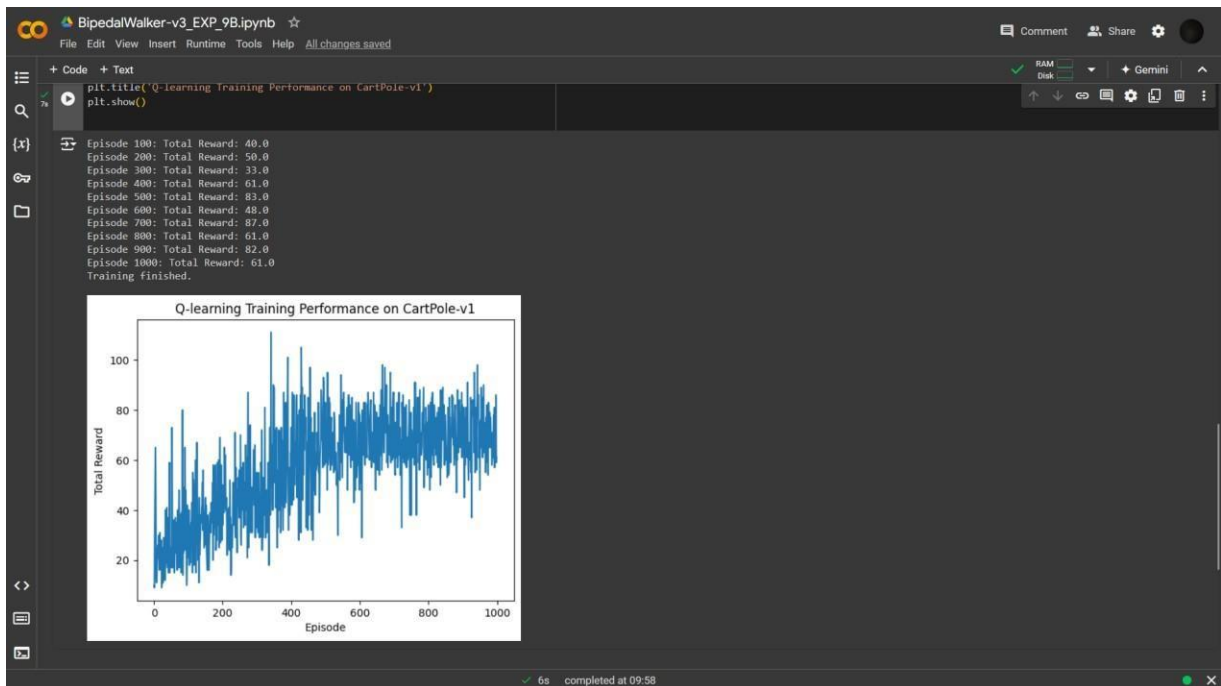 CO
BipedalWalker-v3_EXP_9B.ipynb
Comment Share
File Edit View Insert Runtime Tools Help All changes saved
+ Code + Text
RAM
Disk
Gemini
7s
plt.title('Q-learning Training Performance on CartPole-v1')
plt.show()
{x}
Episode 100: Total Reward: 40.0
Episode 200: Total Reward: 50.0
Episode 300: Total Reward: 33.0
Episode 400: Total Reward: 61.0
Episode 500: Total Reward: 83.0
Episode 600: Total Reward: 48.0
Episode 700: Total Reward: 87.0
Episode 800: Total Reward: 61.0
Episode 900: Total Reward: 82.0
Episode 1000: Total Reward: 61.0
Training finished.
Q-learning Training Performance on CartPole-v1
100
80
60
40
20
Total Reward
0 200 400 600 800 1000
Episode
6s completed at 09:58